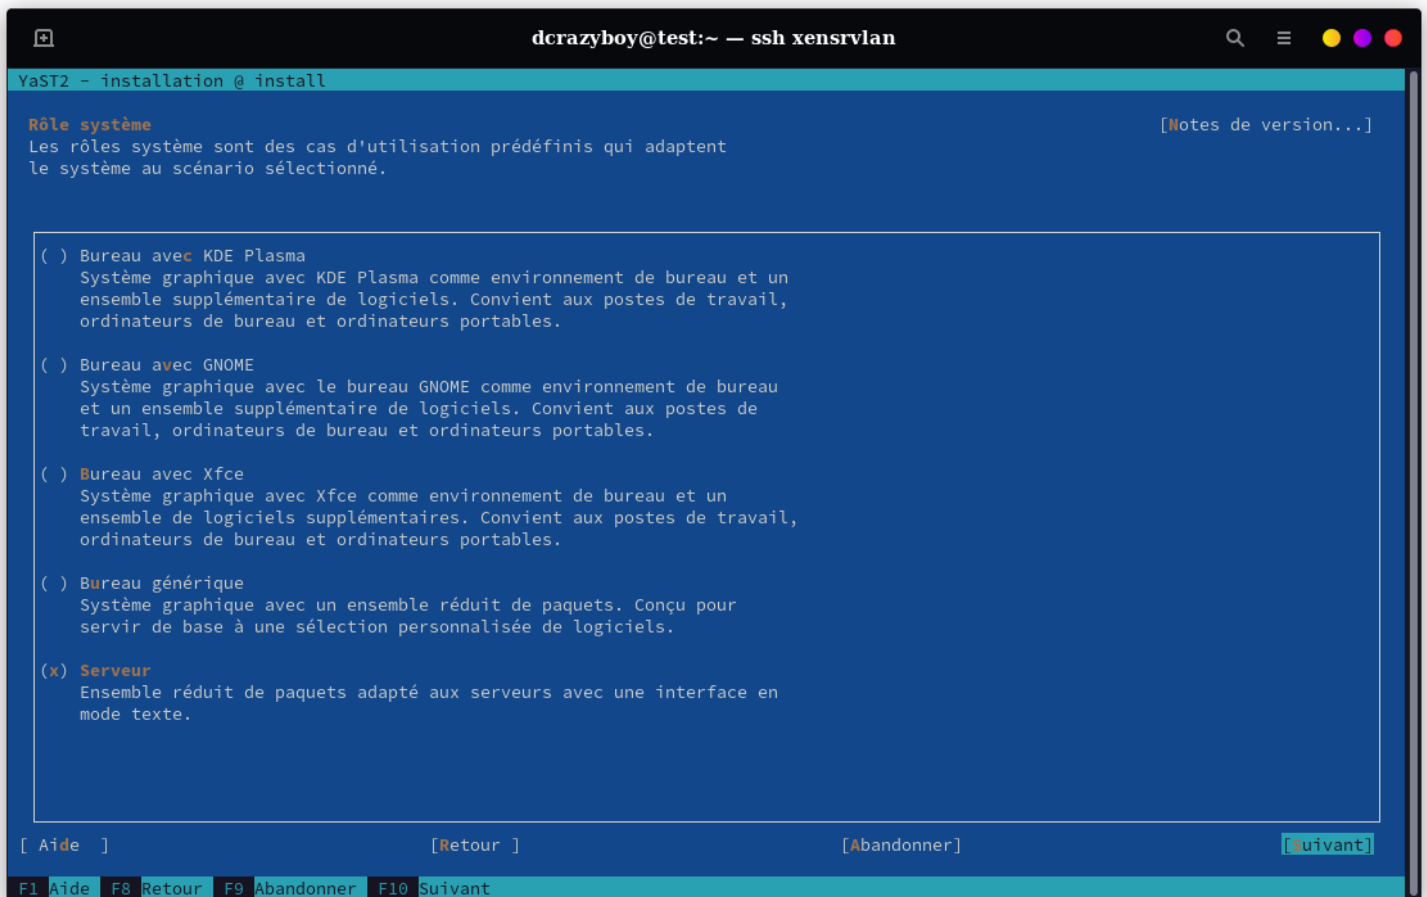 dcrazyboy@test:~ — ssh xensrvlan
YaST2 - installation @ install
Rôle système [Notes de version...]
Les rôles système sont des cas d'utilisation prédéfinis qui adaptent
le système au scénario sélectionné.
( ) Bureau avec KDE Plasma
Système graphique avec KDE Plasma comme environnement de bureau et un
ensemble supplémentaire de logiciels. Convient aux postes de travail,
ordinateurs de bureau et ordinateurs portables.
( ) Bureau avec GNOME
Système graphique avec le bureau GNOME comme environnement de bureau
et un ensemble supplémentaire de logiciels. Convient aux postes de
travail, ordinateurs de bureau et ordinateurs portables.
( ) Bureau avec Xfce
Système graphique avec Xfce comme environnement de bureau et un
ensemble de logiciels supplémentaires. Convient aux postes de travail,
ordinateurs de bureau et ordinateurs portables.
( ) Bureau générique
Système graphique avec un ensemble réduit de paquets. Conçu pour
servir de base à une sélection personnalisée de logiciels.
(x) Serveur
Ensemble réduit de paquets adapté aux serveurs avec une interface en
mode texte.
[ Aide ] [Retour ] [Abandonner] [Suivant]
F1 Aide F8 Retour F9 Abandonner F10 Suivant